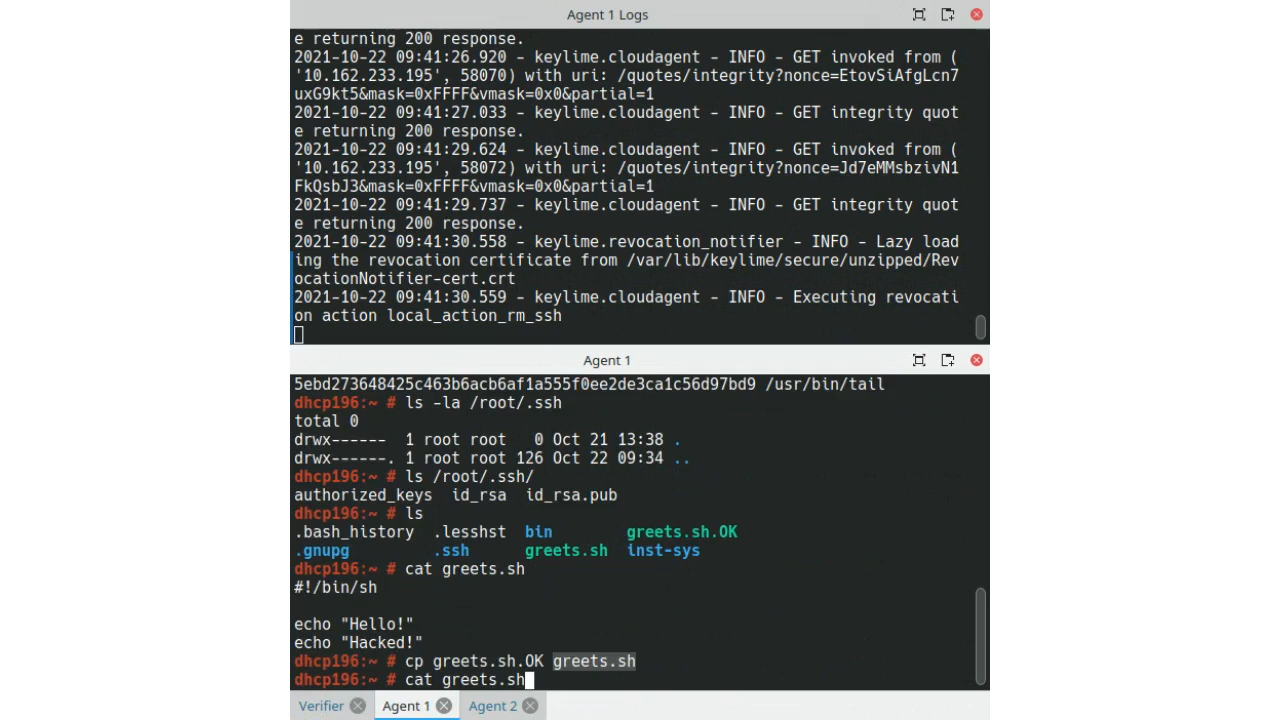 Agent 1 Logs
e returning 200 response.
2021-10-22 09:41:26.920 - keylime.cloudagent - INFO - GET invoked from (
'10.162.233.195', 58070) with uri: /quotes/integrity?nonce=EtovSiAfgLcn7
uxG9kt5&mask=0xFFFF&vmask=0x0&partial=1
2021-10-22 09:41:27.033 - keylime.cloudagent - INFO - GET integrity quot
e returning 200 response.
2021-10-22 09:41:29.624 - keylime.cloudagent - INFO - GET invoked from (
'10.162.233.195', 58072) with uri: /quotes/integrity?nonce=Jd7eMMsbzivN1
FkQsbJ3&mask=0xFFFF&vmask=0x0&partial=1
2021-10-22 09:41:29.737 - keylime.cloudagent - INFO - GET integrity quot
e returning 200 response.
2021-10-22 09:41:30.558 - keylime.revocation_notifier - INFO - Lazy load
ing the revocation certificate from /var/lib/keylime/secure/unzipped/Rev
ocationNotifier-cert.crt
2021-10-22 09:41:30.559 - keylime.cloudagent - INFO - Executing revocati
on action local_action_rm_ssh
Agent 1
5ebd273648425c463b6acb6af1a555f0ee2de3ca1c56d97bd9 /usr/bin/tail
dhcp196:~ # ls -la /root/.ssh
total 0
drwx------  1 root root   0 Oct 21 13:38 .
drwx------. 1 root root 126 Oct 22 09:34 ..
dhcp196:~ # ls /root/.ssh/
authorized_keys  id_rsa  id_rsa.pub
dhcp196:~ # ls
.bash_history  .lesshst  bin        greets.sh.OK
.gnupg         .ssh      greets.sh  inst-sys
dhcp196:~ # cat greets.sh
#!/bin/sh
echo "Hello!"
echo "Hacked!"
dhcp196:~ # cp greets.sh.OK greets.sh
dhcp196:~ # cat greets.sh
Verifier Agent 1 Agent 2